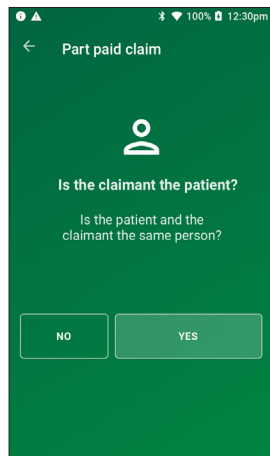 100% 12:30pm
Part paid claim
Is the claimant the patient?
Is the patient and the
claimant the same person?
NO YES